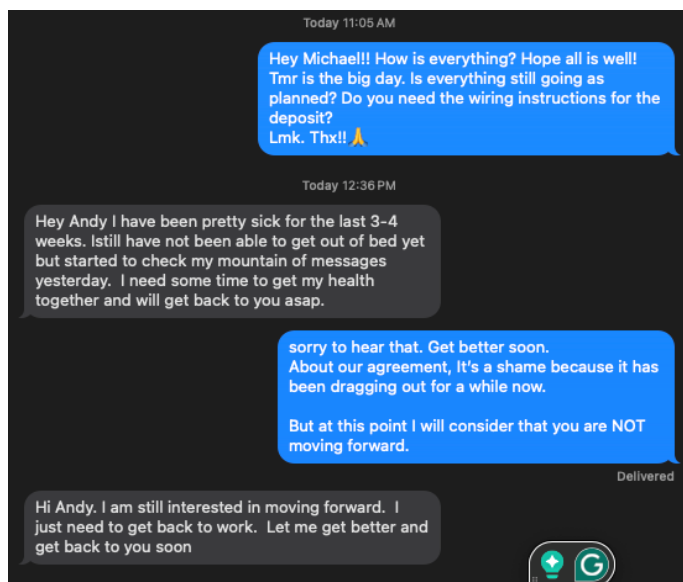 Today 11:05 AM
Hey Michael!! How is everything? Hope all is well!
Tmr is the big day. Is everything still going as
planned? Do you need the wiring instructions for the
deposit?
Lmk. Thx!!🙏
Today 12:36 PM
Hey Andy I have been pretty sick for the last 3-4
weeks. Istill have not been able to get out of bed yet
but started to check my mountain of messages
yesterday.  I need some time to get my health
together and will get back to you asap.
sorry to hear that. Get better soon.
About our agreement, It's a shame because it has
been dragging out for a while now.
But at this point I will consider that you are NOT
moving forward.
Delivered
Hi Andy. I am still interested in moving forward.  I
just need to get back to work.  Let me get better and
get back to you soon
G